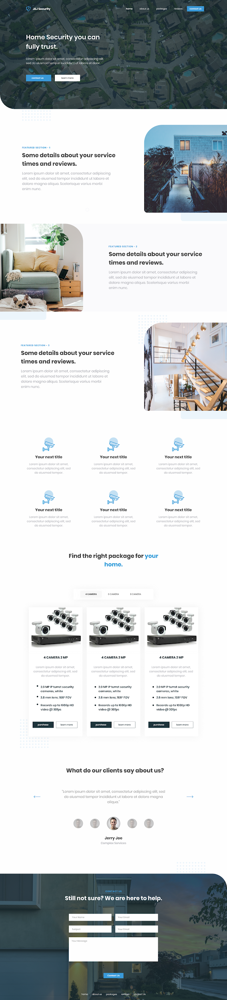 J&J Security
home about us packages reviews contact us
Home Security you can
fully trust.
Lorem ipsum dolor sit amet, consectetur adipiscing elit,
sed do eiusmod tempor incididunt ut labore et dolor.
contact us learn more
FEATURED SECTION - 1
Some details about your service
times and reviews.
Lorem ipsum dolor sit amet, consectetur adipiscing
elit, sed do eiusmod tempor incididunt ut labore et
dolore magna aliqua. Scelerisque varius morbi
enim nunc.
FEATURED SECTION - 2
Some details about your service
times and reviews.
Lorem ipsum dolor sit amet, consectetur adipiscing
elit, sed do eiusmod tempor incididunt ut labore et
dolore magna aliqua. Scelerisque varius morbi
enim nunc.
FEATURED SECTION - 3
Some details about your service
times and reviews.
Lorem ipsum dolor sit amet, consectetur adipiscing
elit, sed do eiusmod tempor incididunt ut labore et
dolore magna aliqua. Scelerisque varius morbi
enim nunc.
Your next title
Lorem ipsum dolor sit amet,
consectetur adipiscing elit, sed
do eiusmod tempor.
Your next title
Lorem ipsum dolor sit amet,
consectetur adipiscing elit, sed
do eiusmod tempor.
Your next title
Lorem ipsum dolor sit amet,
consectetur adipiscing elit, sed
do eiusmod tempor.
Your next title
Lorem ipsum dolor sit amet,
consectetur adipiscing elit, sed
do eiusmod tempor.
Your next title
Lorem ipsum dolor sit amet,
consectetur adipiscing elit, sed
do eiusmod tempor.
Your next title
Lorem ipsum dolor sit amet,
consectetur adipiscing elit, sed
do eiusmod tempor.
Find the right package for your
home.
4 CAMERA 6 CAMERA 8 CAMERA
4 CAMERA 2 MP
Lorem ipsum dolor sit amet,
consectetur adipiscing elit, sed
do eiusmod tempor.
• 2.0 MP IP turret security
cameras, white
• 2.8 mm lens; 108° FOV
• Records up to 1080p HD
video @ 30fps
purchase learn more
4 CAMERA 2 MP
Lorem ipsum dolor sit amet,
consectetur adipiscing elit, sed
do eiusmod tempor.
• 2.0 MP IP turret security
cameras, white
• 2.8 mm lens; 108° FOV
• Records up to 1080p HD
video @ 30fps
purchase learn more
4 CAMERA 2 MP
Lorem ipsum dolor sit amet,
consectetur adipiscing elit, sed
do eiusmod tempor.
• 2.0 MP IP turret security
cameras, white
• 2.8 mm lens; 108° FOV
• Records up to 1080p HD
video @ 30fps
purchase learn more
What do our clients say about us?
"Lorem ipsum dolor sit amet, consectetur adipiscing elit, sed
do eiusmod tempor incididunt ut labore et dolore magna
aliqua."
Jerry Joe
Complex Services
CONTACT US
Still not sure? We are here to help.
Your Name Your Email
Subject Your Email
Your Message
Contact Us
home about us packages reviews contact Us